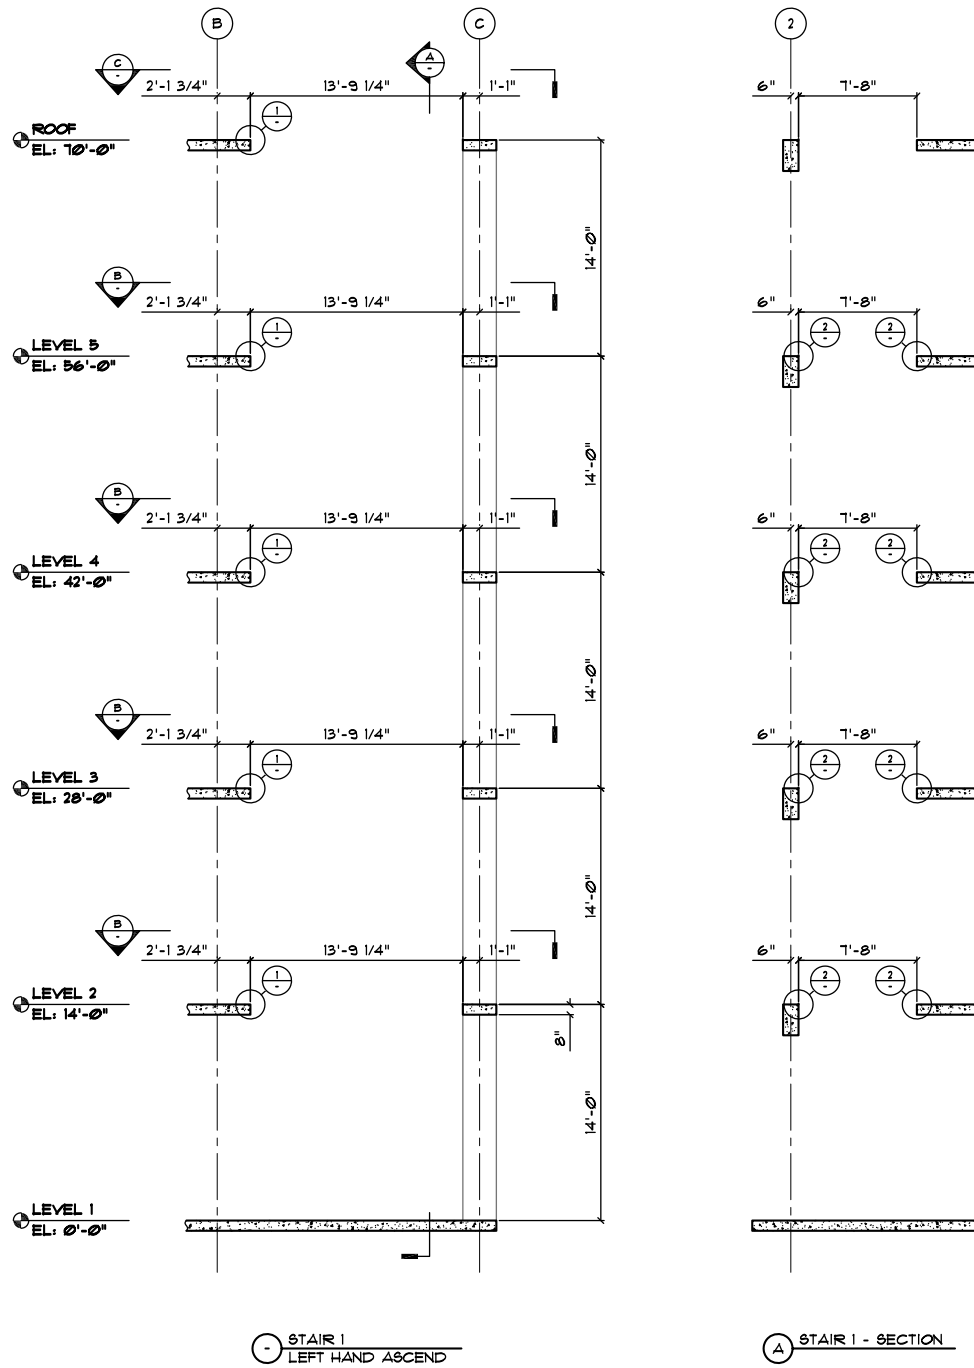 B
C
2
C
-
A
-
2'-1 3/4"
13'-9 1/4"
1'-1"
6"
7'-8"
1
-
ROOF
EL: 70'-0"
14'-0"
B
-
2'-1 3/4"
13'-9 1/4"
1'-1"
6"
7'-8"
1
-
2
-
2
-
LEVEL 5
EL: 56'-0"
14'-0"
B
-
2'-1 3/4"
13'-9 1/4"
1'-1"
6"
7'-8"
1
-
2
-
2
-
LEVEL 4
EL: 42'-0"
14'-0"
B
-
2'-1 3/4"
13'-9 1/4"
1'-1"
6"
7'-8"
1
-
2
-
2
-
LEVEL 3
EL: 28'-0"
14'-0"
B
-
2'-1 3/4"
13'-9 1/4"
1'-1"
6"
7'-8"
1
-
2
-
2
-
LEVEL 2
EL: 14'-0"
8"
14'-0"
LEVEL 1
EL: 0'-0"
-
STAIR 1
LEFT HAND ASCEND
A
STAIR 1 - SECTION